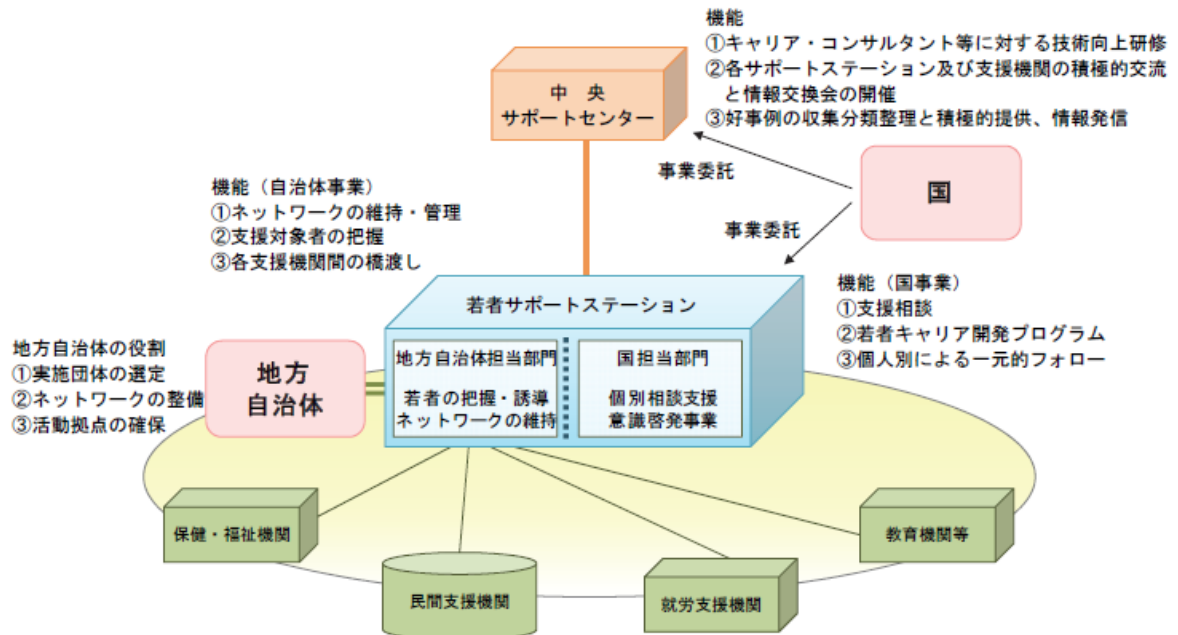 機能
①キャリア・コンサルタント等に対する技術向上研修
②各サポートステーション及び支援機関の積極的交流
と情報交換会の開催
③好事例の収集分類整理と積極的提供、情報発信
中　央
サポートセンター
事業委託
国
事業委託
機能（自治体事業）
①ネットワークの維持・管理
②支援対象者の把握
③各支援機関間の橋渡し
機能（国事業）
①支援相談
②若者キャリア開発プログラム
③個人別による一元的フォロー
若者サポートステーション
地方自治体担当部門
若者の把握・誘導
ネットワークの維持
国担当部門
個別相談支援
意識啓発事業
地方自治体の役割
①実施団体の選定
②ネットワークの整備
③活動拠点の確保
地方
自治体
保健・福祉機関
民間支援機関
就労支援機関
教育機関等